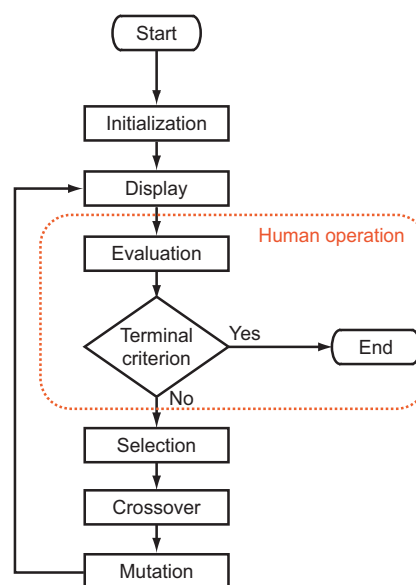 Start
Initialization
Display
Human operation
Evaluation
Terminal
criterion
Yes
End
No
Selection
Crossover
Mutation